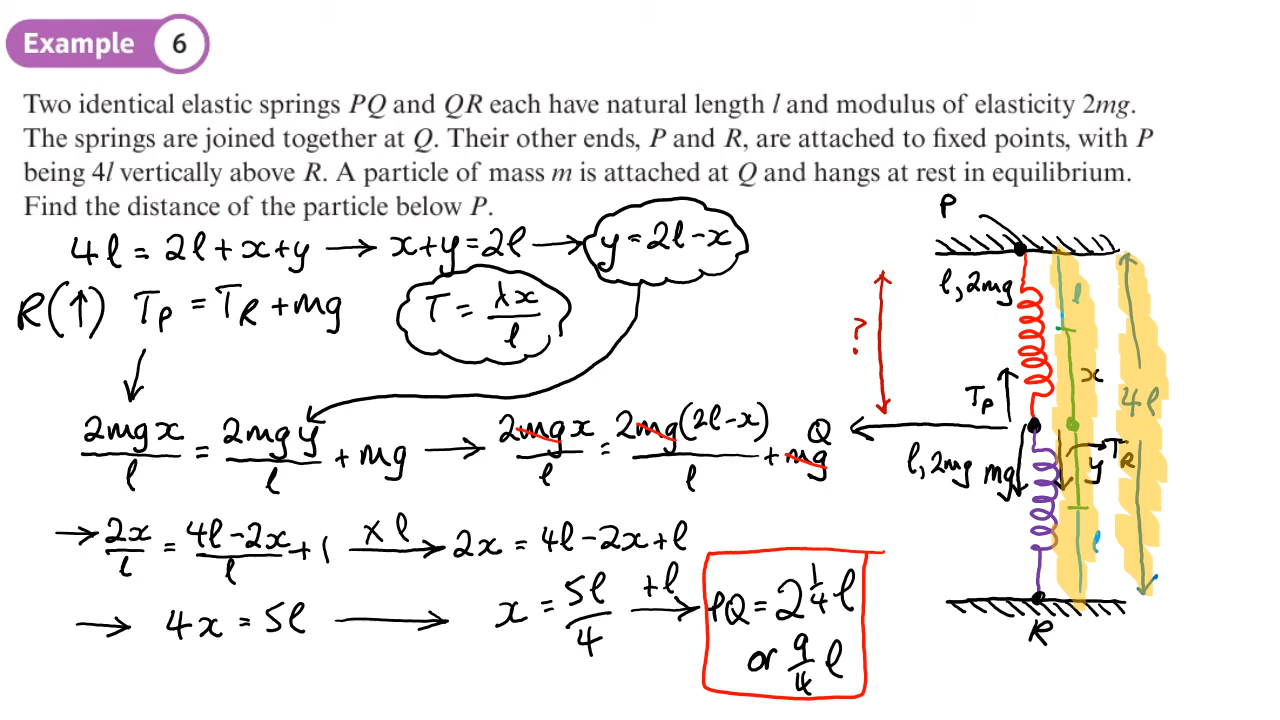 Example 6
Two identical elastic springs PQ and QR each have natural length l and modulus of elasticity 2mg.
The springs are joined together at Q. Their other ends, P and R, are attached to fixed points, with P
being 4l vertically above R. A particle of mass m is attached at Q and hangs at rest in equilibrium.
Find the distance of the particle below P.
4l = 2l + x + y → x + y = 2l → y = 2l - x
R(↑) T_P = T_R + mg
T = λx/l
2mgx/l = 2mgy/l + mg → 2mgx/l = 2mg(2l-x)/l + mg
→ 2x/l = (4l-2x)/l + 1 ×l → 2x = 4l - 2x + l
→ 4x = 5l → x = 5l/4 +l → PQ = 2 1/4 l
or 9/4 l
P
l, 2mg
l
?
x
4l
T_P
Q
l, 2mg
mg
y
T_R
l
R